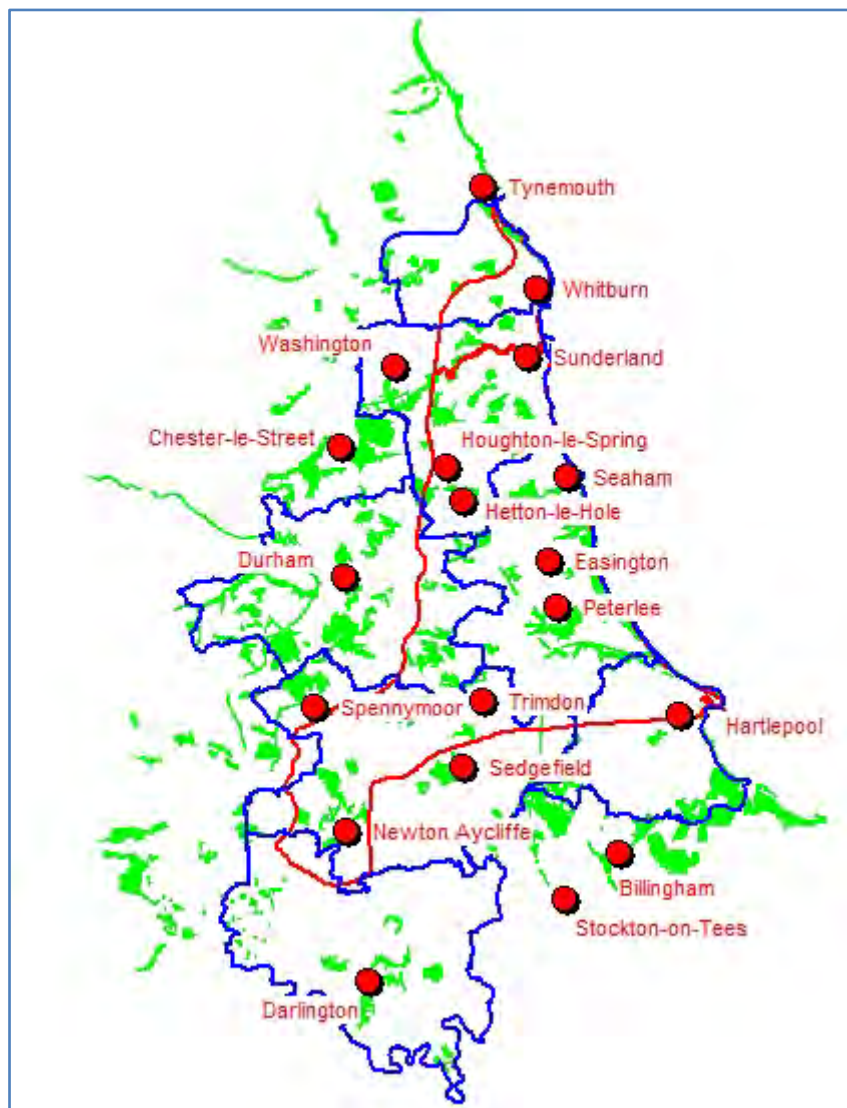 Tynemouth
Whitburn
Washington
Sunderland
Chester-le-Street
Houghton-le-Spring
Seaham
Hetton-le-Hole
Durham
Easington
Peterlee
Spennymoor
Trimdon
Hartlepool
Sedgefield
Newton Aycliffe
Billingham
Stockton-on-Tees
Darlington